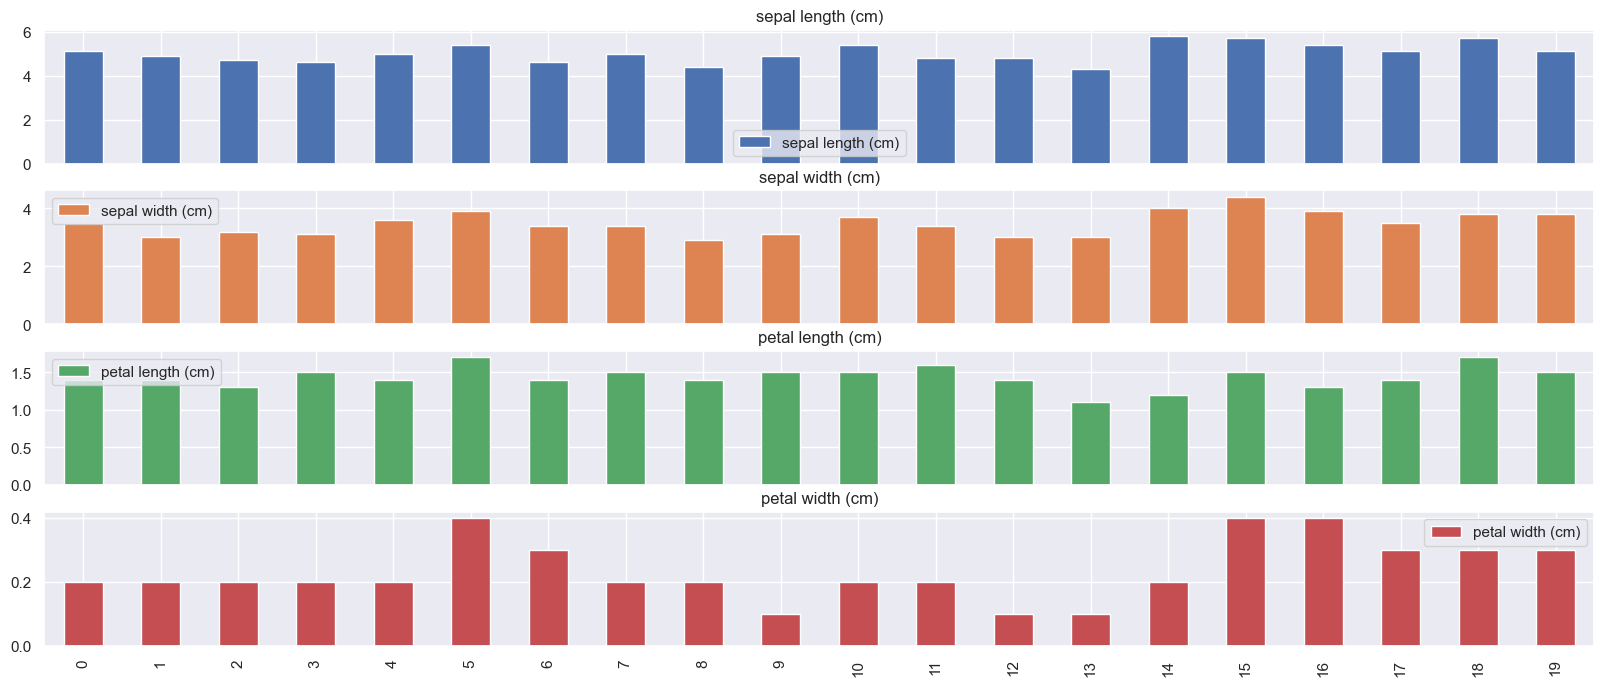 sepal length (cm)
6
4
2
0
sepal length (cm)
sepal width (cm)
4
2
0
sepal width (cm)
petal length (cm)
1.5
1.0
0.5
0.0
petal length (cm)
petal width (cm)
0.4
0.2
0.0
petal width (cm)
0 1 2 3 4 5 6 7 8 9 10 11 12 13 14 15 16 17 18 19